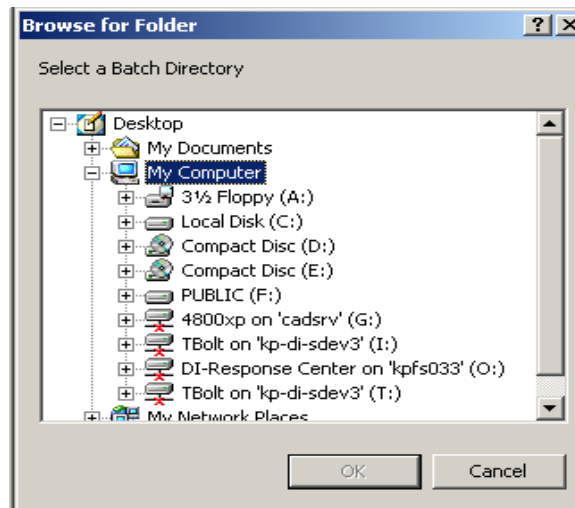 Browse for Folder
Select a Batch Directory
Desktop
My Documents
My Computer
3½ Floppy (A:)
Local Disk (C:)
Compact Disc (D:)
Compact Disc (E:)
PUBLIC (F:)
4800xp on 'cadsrv' (G:)
TBolt on 'kp-di-sdev3' (I:)
DI-Response Center on 'kpfs033' (O:)
TBolt on 'kp-di-sdev3' (T:)
My Network Places
OK Cancel